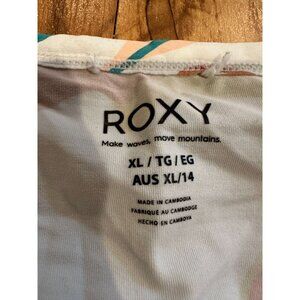 ROXY
Make waves, move mountains.
XL / TG / EG
AUS XL/14
MADE IN CAMBODIA
FABRIQUÉ AU CAMBODGE
HECHO EN CAMBOYA